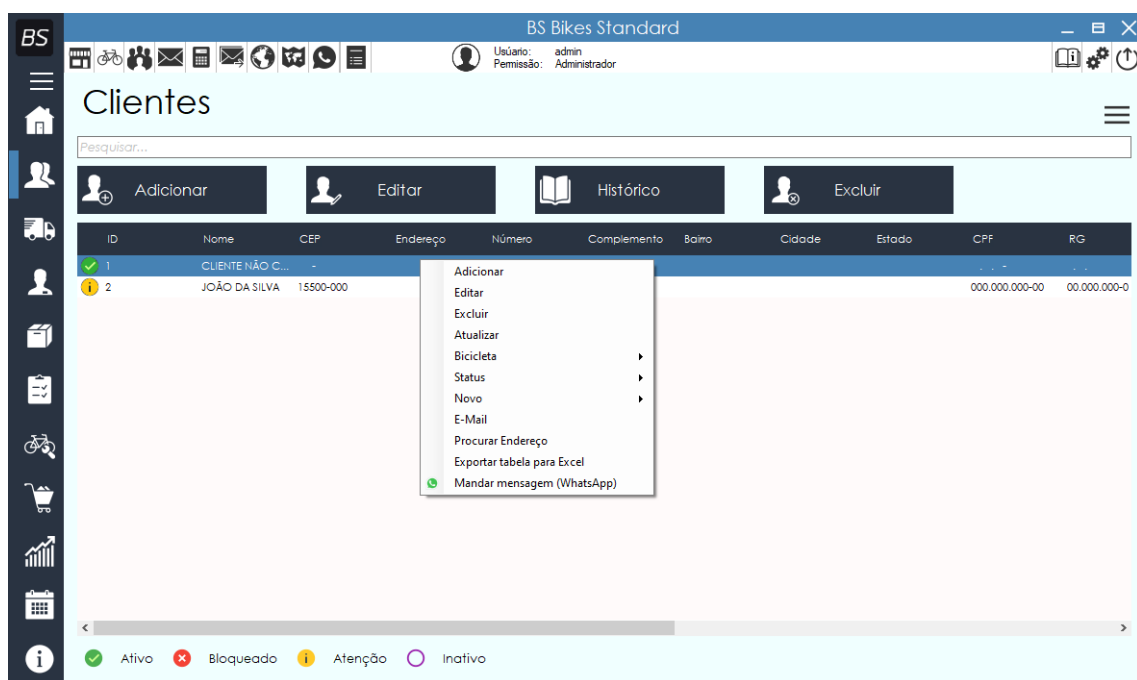 BS
BS Bikes Standard
Usúario: admin
Permissão: Administrador
Clientes
Pesquisar...
Adicionar Editar Histórico Excluir
ID Nome CEP Endereço Número Complemento Bairro Cidade Estado CPF RG
1 CLIENTE NÃO C... - . . - . .
2 JOÃO DA SILVA 15500-000 000.000.000-00 00.000.000-0
Adicionar
Editar
Excluir
Atualizar
Bicicleta
Status
Novo
E-Mail
Procurar Endereço
Exportar tabela para Excel
Mandar mensagem (WhatsApp)
Ativo Bloqueado Atenção Inativo